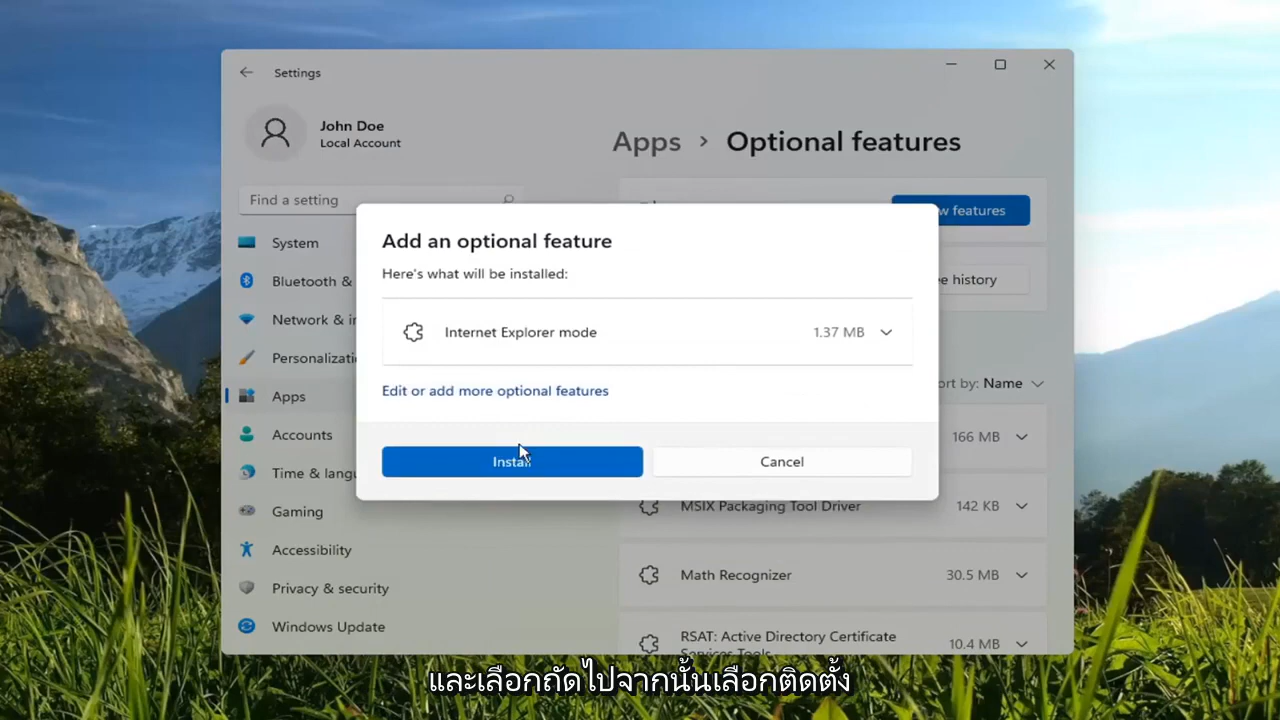 Settings
John Doe
Local Account
Find a setting
System
Bluetooth &
Network &
Personalizati
Apps
Accounts
Time & langu
Gaming
Accessibility
Privacy & security
Windows Update
Apps > Optional features
w features
e history
ort by: Name
166 MB
MSIX Packaging Tool Driver 142 KB
Math Recognizer 30.5 MB
RSAT: Active Directory Certificate
Services Tools 10.4 MB
Add an optional feature
Here's what will be installed:
Internet Explorer mode 1.37 MB
Edit or add more optional features
Install Cancel
และเลือกถัดไปจากนั้นเลือกติดตั้ง